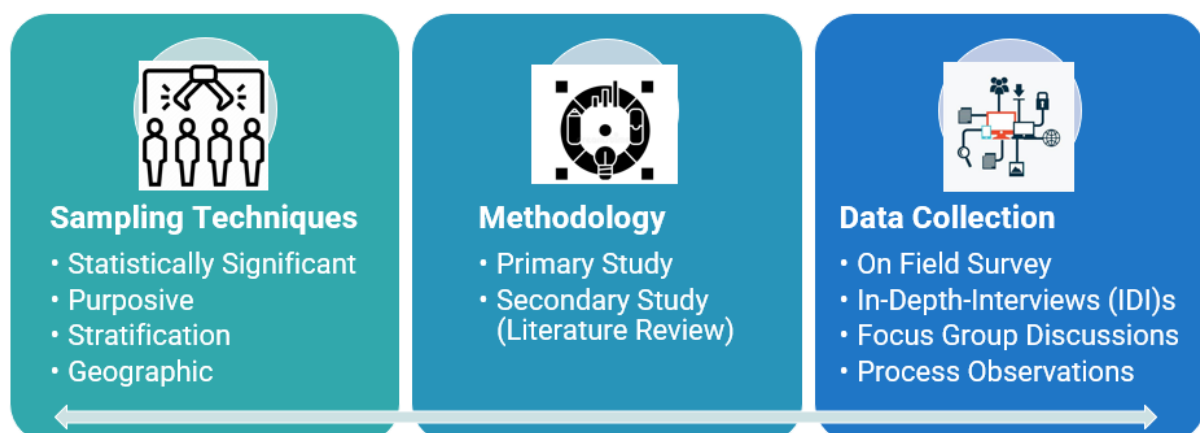 Sampling Techniques
• Statistically Significant
• Purposive
• Stratification
• Geographic
Methodology
• Primary Study
• Secondary Study
(Literature Review)
Data Collection
• On Field Survey
• In-Depth-Interviews (IDI)s
• Focus Group Discussions
• Process Observations